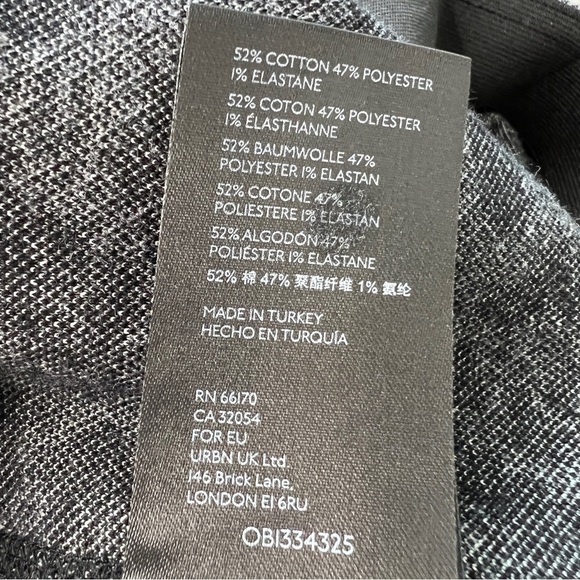 52% COTTON 47% POLYESTER
1% ELASTANE
52% COTON 47% POLYESTER
1% ÉLASTHANNE
52% BAUMWOLLE 47%
POLYESTER 1% ELASTAN
52% COTONE 47%
POLIESTERE 1% ELASTAN
52% ALGODÓN 47%
POLIÉSTER 1% ELASTANE
52% 棉 47% 聚酯纤维 1% 氨纶
MADE IN TURKEY
HECHO EN TURQUÍA
RN 66170
CA 32054
FOR EU
URBN UK Ltd.
146 Brick Lane,
LONDON E1 6RU
OB1334325